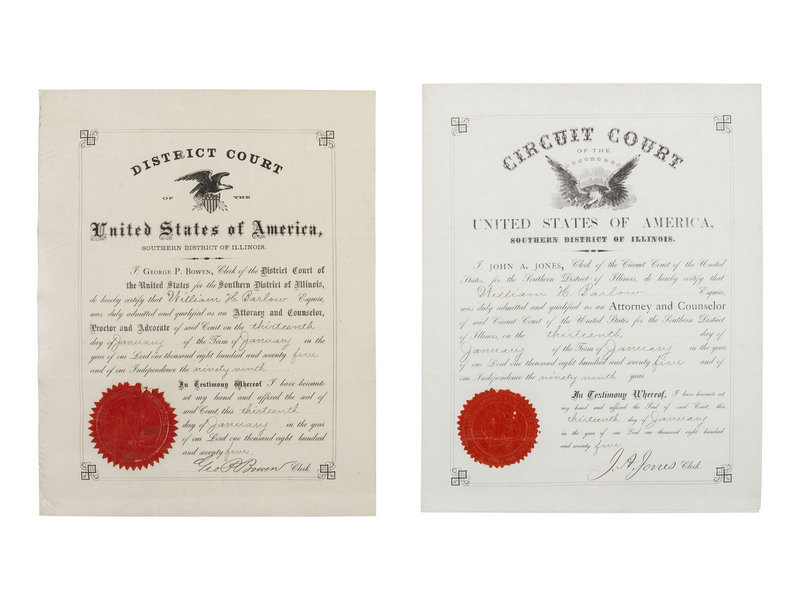 DISTRICT COURT
OF THE
United States of America,
SOUTHERN DISTRICT OF ILLINOIS.
I, GEORGE P. BOWEN, Clerk of the District Court of
the United States for the Southern District of Illinois,
do hereby certify that William H. Barlow Esquire,
was duly admitted and qualified as an Attorney and Counselor,
Proctor and Advocate of said Court on the thirteenth
day of January of the Term of January in the
year of our Lord one thousand eight hundred and seventy five
and of our Independence the ninety ninth
In Testimony Whereof I have hereunto
set my hand and affixed the seal of
said Court, this thirteenth
day of January in the year
of our Lord one thousand eight hundred
and seventy five.
Geo P. Bowen Clerk.
CIRCUIT COURT
OF THE
UNITED STATES OF AMERICA,
SOUTHERN DISTRICT OF ILLINOIS.
I, JOHN A. JONES, Clerk of the Circuit Court of the United
States, for the Southern District of Illinois, do hereby certify that
William H. Barlow Esquire,
was duly admitted and qualified as an Attorney and Counselor
of said Circuit Court of the United States for the Southern District
of Illinois, on the thirteenth day of
January of the Term of January in the year
of our Lord one thousand eight hundred and seventy five and of
our Independence the ninety ninth year.
In Testimony Whereof, I have hereunto set
my hand and affixed the Seal of said Court, this
thirteenth day of January
in the year of our Lord one thousand eight hundred
and seventy five
J. A. Jones Clerk.